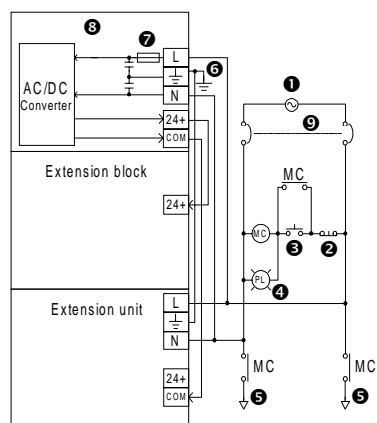 ❽
❼
L
❻
AC/DC
Converter
N
❶
24+
COM
❾
Extension block
MC
24+
MC
❸
❷
PL
❹
L
Extension unit
N
MC
MC
24+
COM
❺
❺